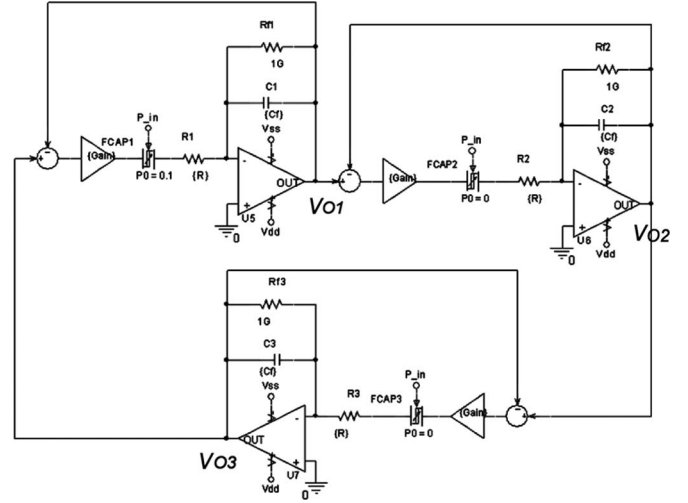 Rf1
1G
C1
{Cf}
P_in
FCAP1
R1
{Gain}
P0 = 0.1
{R}
Vss
-
+
OUT
U5
Vdd
0
VO1
+
-
Rf2
1G
C2
{Cf}
P_in
FCAP2
R2
{Gain}
P0 = 0
{R}
Vss
-
+
OUT
U6
Vdd
0
VO2
+
-
Rf3
1G
C3
{Cf}
Vss
P_in
R3
FCAP3
{Gain}
{R}
P0 = 0
-
+
OUT
U7
Vdd
0
VO3
-
+